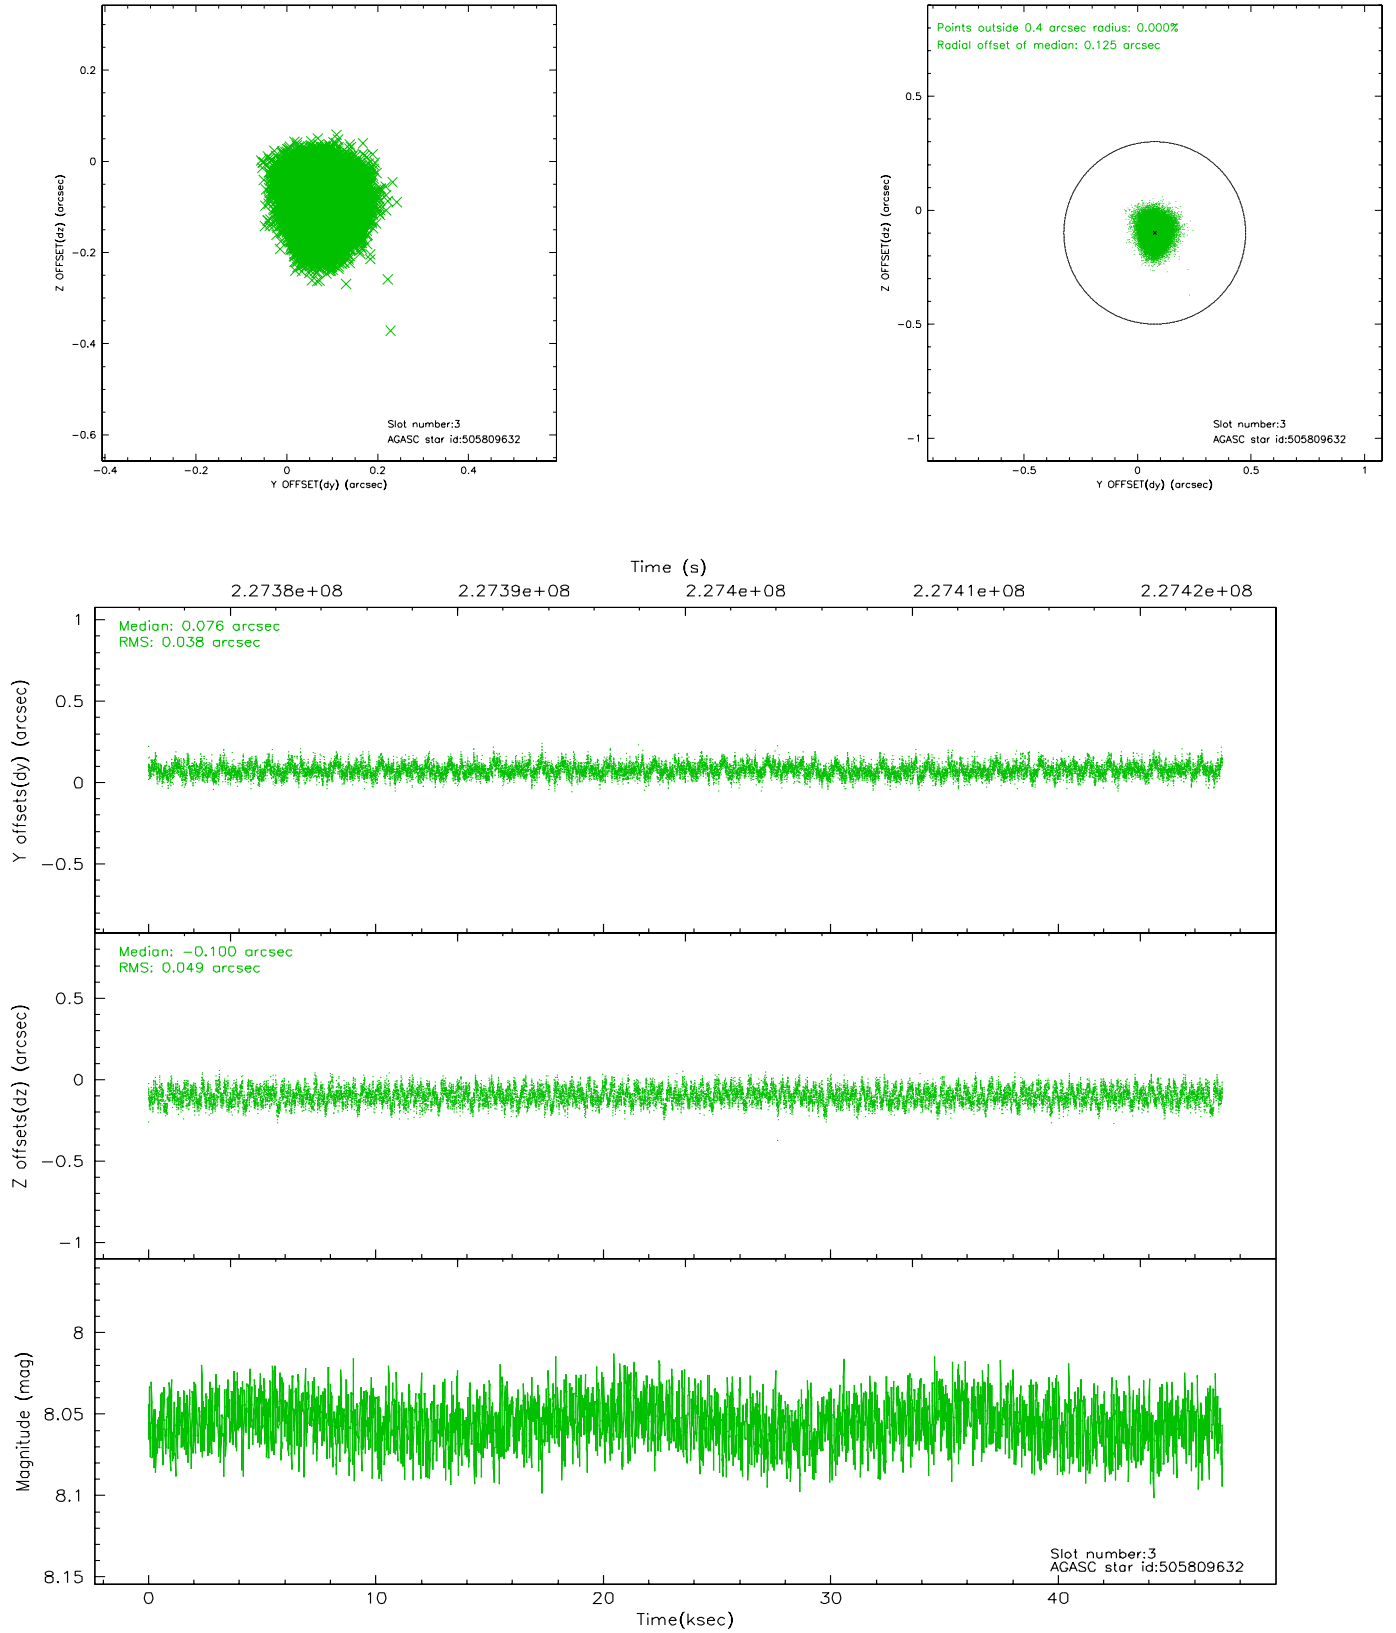 0.2
0
−0.2
−0.4
−0.6
Z OFFSET(dz) (arcsec)
Slot number:3
AGASC star id:505809632
−0.4
−0.2
0
0.2
0.4
Y OFFSET(dy) (arcsec)
Points outside 0.4 arcsec radius: 0.000%
Radial offset of median: 0.125 arcsec
0.5
0
−0.5
−1
Z OFFSET(dz) (arcsec)
Slot number:3
AGASC star id:505809632
−0.5
0
0.5
1
Y OFFSET(dy) (arcsec)
Time (s)
2.2738e+08
2.2739e+08
2.274e+08
2.2741e+08
2.2742e+08
Median: 0.076 arcsec
RMS: 0.038 arcsec
1
0.5
0
−0.5
Y offsets(dy) (arcsec)
Median: −0.100 arcsec
RMS: 0.049 arcsec
0.5
0
−0.5
−1
Z offsets(dz) (arcsec)
8
8.05
8.1
8.15
Magnitude (mag)
Slot number:3
AGASC star id:505809632
0
10
20
30
40
Time(ksec)